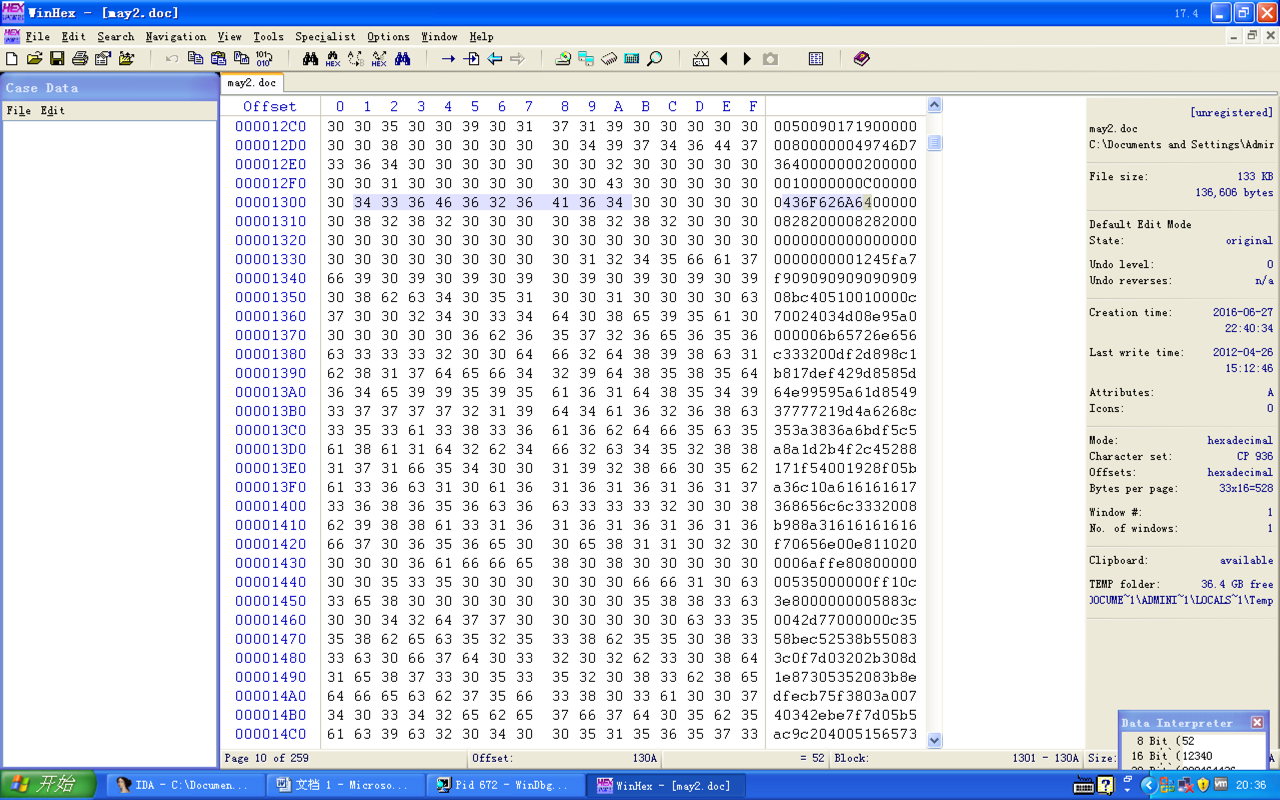 WinHex - [may2.doc]
17.4
File Edit Search Navigation View Tools Specialist Options Window Help
Case Data
File Edit
may2.doc
Offset 0 1 2 3 4 5 6 7 8 9 A B C D E F
000012C0 30 30 35 30 30 39 30 31 37 31 39 30 30 30 30 30 0050090171900000
000012D0 30 30 38 30 30 30 30 30 30 34 39 37 34 36 44 37 00800000049746D7
000012E0 33 36 34 30 30 30 30 30 30 30 32 30 30 30 30 30 3640000000200000
000012F0 30 30 31 30 30 30 30 30 30 30 43 30 30 30 30 30 0010000000C00000
00001300 30 34 33 36 46 36 32 36 41 36 34 30 30 30 30 30 0436F626A6400000
00001310 30 38 32 38 32 30 30 30 30 38 32 38 32 30 30 30 0828200008282000
00001320 30 30 30 30 30 30 30 30 30 30 30 30 30 30 30 30 0000000000000000
00001330 30 30 30 30 30 30 30 30 30 31 32 34 35 66 61 37 0000000001245fa7
00001340 66 39 30 39 30 39 30 39 30 39 30 39 30 39 30 39 f909090909090909
00001350 30 38 62 63 34 30 35 31 30 30 31 30 30 30 30 63 08bc40510010000c
00001360 37 30 30 32 34 30 33 34 64 30 38 65 39 35 61 30 70024034d08e95a0
00001370 30 30 30 30 30 36 62 36 35 37 32 36 65 36 35 36 000006b65726e656
00001380 63 33 33 33 32 30 30 64 66 32 64 38 39 38 63 31 c333200df2d898c1
00001390 62 38 31 37 64 65 66 34 32 39 64 38 35 38 35 64 b817def429d8585d
000013A0 36 34 65 39 39 35 39 35 61 36 31 64 38 35 34 39 64e99595a61d8549
000013B0 33 37 37 37 37 32 31 39 64 34 61 36 32 36 38 63 37777219d4a6268c
000013C0 33 35 33 61 33 38 33 36 61 36 62 64 66 35 63 35 353a3836a6bdf5c5
000013D0 61 38 61 31 64 32 62 34 66 32 63 34 35 32 38 38 a8a1d2b4f2c45288
000013E0 31 37 31 66 35 34 30 30 31 39 32 38 66 30 35 62 171f54001928f05b
000013F0 61 33 36 63 31 30 61 36 31 36 31 36 31 36 31 37 a36c10a616161617
00001400 33 36 38 36 35 36 63 36 63 33 33 33 32 30 30 38 368656c6c3332008
00001410 62 39 38 38 61 33 31 36 31 36 31 36 31 36 31 36 b988a31616161616
00001420 66 37 30 36 35 36 65 30 30 65 38 31 31 30 32 30 f70656e00e811020
00001430 30 30 30 36 61 66 66 65 38 30 38 30 30 30 30 30 0006affe80800000
00001440 30 30 35 33 35 30 30 30 30 30 30 66 66 31 30 63 00535000000ff10c
00001450 33 65 38 30 30 30 30 30 30 30 30 35 38 38 33 63 3e8000000005883c
00001460 30 30 34 32 64 37 37 30 30 30 30 30 30 63 33 35 0042d77000000c35
00001470 35 38 62 65 63 35 32 35 33 38 62 35 35 30 38 33 58bec52538b55083
00001480 33 63 30 66 37 64 30 33 32 30 32 62 33 30 38 64 3c0f7d03202b308d
00001490 31 65 38 37 33 30 35 33 35 32 30 38 33 62 38 65 1e87305352083b8e
000014A0 64 66 65 63 62 37 35 66 33 38 30 33 61 30 30 37 dfecb75f3803a007
000014B0 34 30 33 34 32 65 62 65 37 66 37 64 30 35 62 35 40342ebe7f7d05b5
000014C0 61 63 39 63 32 30 34 30 30 35 31 35 36 35 37 33 ac9c204005156573
[unregistered]
may2.doc
C:\Documents and Settings\Admir
File size: 133 KB
136,606 bytes
Default Edit Mode
State: original
Undo level: 0
Undo reverses: n/a
Creation time: 2016-06-27
22:40:34
Last write time: 2012-04-26
15:12:46
Attributes: A
Icons: 0
Mode: hexadecimal
Character set: CP 936
Offsets: hexadecimal
Bytes per page: 33x16=528
Window #: 1
No. of windows: 1
Clipboard: available
TEMP folder: 36.4 GB free
OCUME~1\ADMINI~1\LOCALS~1\Temp
Data Interpreter
8 Bit (52
16 Bit (12340
Page 10 of 259 Offset: 130A = 52 Block: 1301 - 130A Size: A
开始 IDA - C:\Documen... 文档 1 - Microso... Pid 672 - WinDbg... WinHex - [may2.doc] 20:36